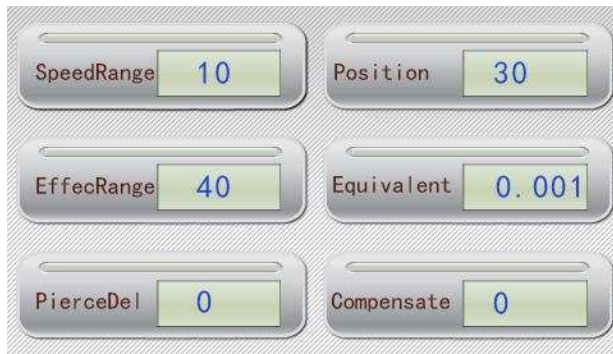 SpeedRange 10 Position 30
EffecRange 40 Equivalent 0.001
PierceDel 0 Compensate 0